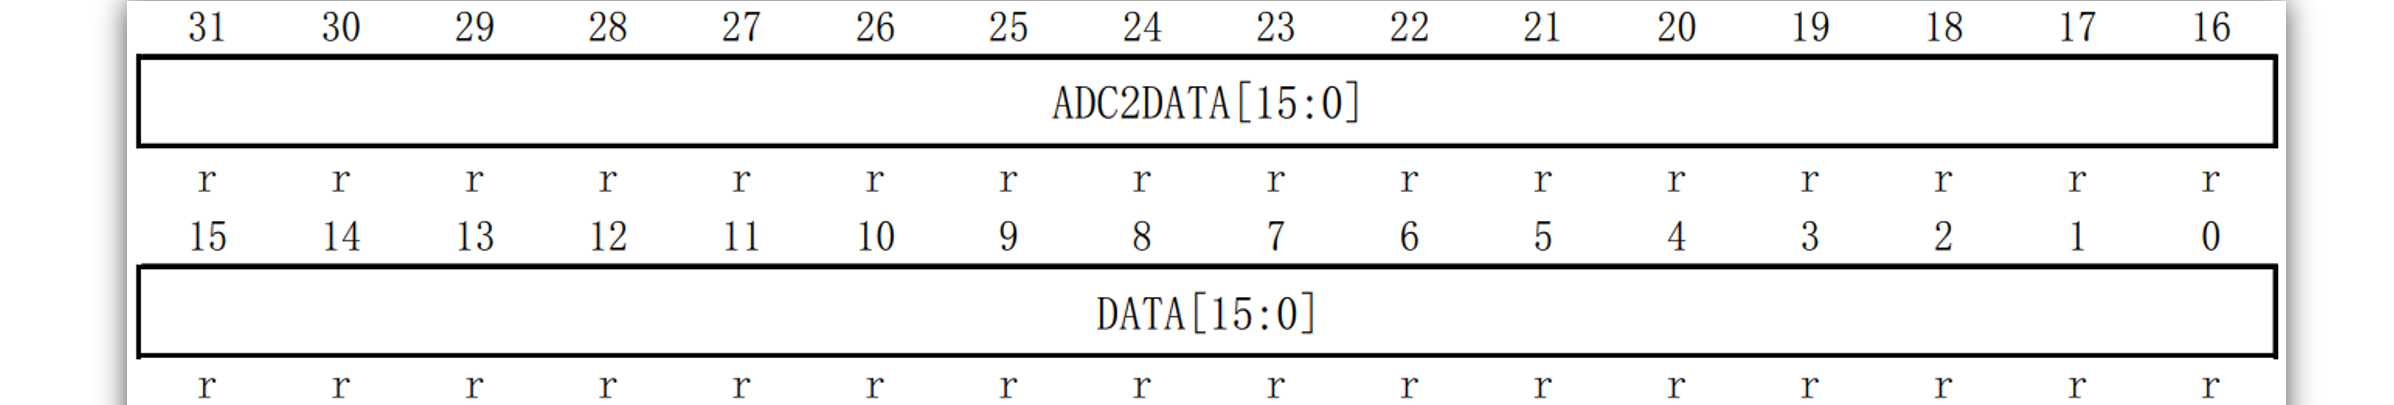 31 30 29 28 27 26 25 24 23 22 21 20 19 18 17 16
ADC2DATA[15:0]
r r r r r r r r r r r r r r r r
15 14 13 12 11 10 9 8 7 6 5 4 3 2 1 0
DATA[15:0]
r r r r r r r r r r r r r r r r